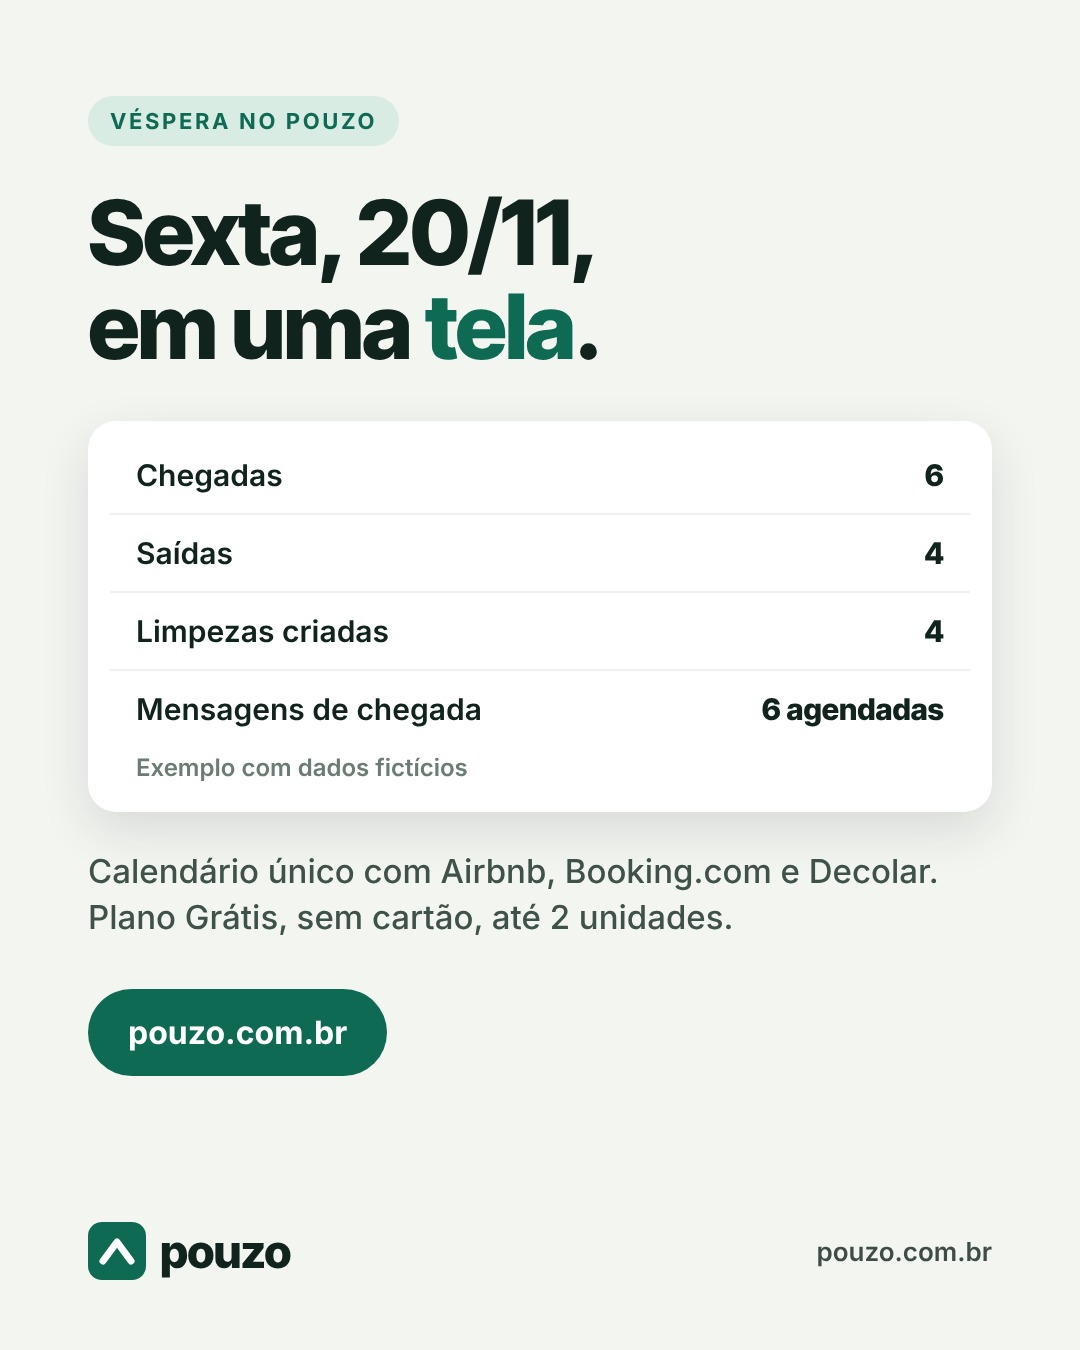 VÉSPERA NO POUZO
Sexta, 20/11,
em uma tela.
Chegadas 6
Saídas 4
Limpezas criadas 4
Mensagens de chegada 6 agendadas
Exemplo com dados fictícios
Calendário único com Airbnb, Booking.com e Decolar.
Plano Grátis, sem cartão, até 2 unidades.
pouzo.com.br
pouzo pouzo.com.br